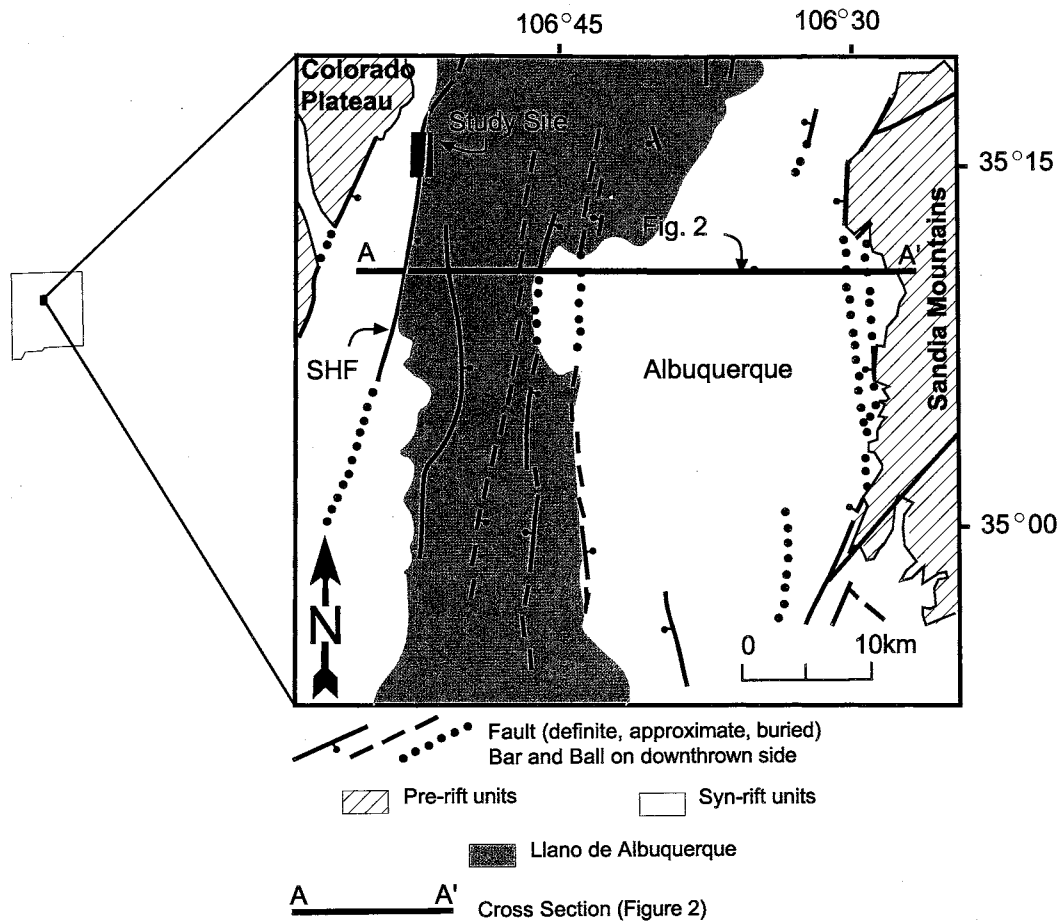 106°45
106°30
Colorado
Plateau
Study Site
35°15
Fig. 2
A
A'
Sandia Mountains
SHF
Albuquerque
35°00
N
0
10km
Fault (definite, approximate, buried)
Bar and Ball on downthrown side
Pre-rift units
Syn-rift units
Llano de Albuquerque
A
A'
Cross Section (Figure 2)